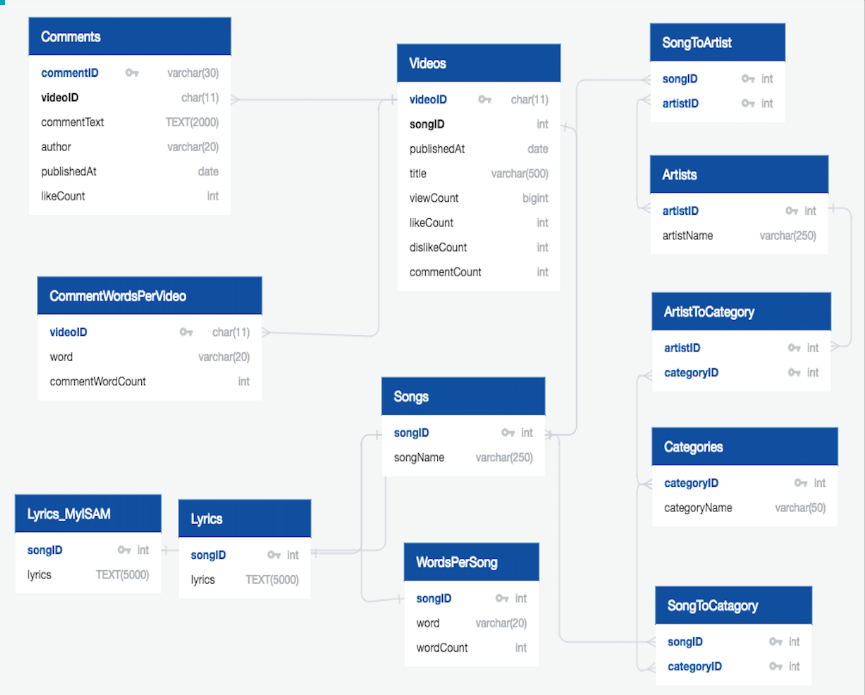 Comments
commentID varchar(30)
videoID char(11)
commentText TEXT(2000)
author varchar(20)
publishedAt date
likeCount int
Videos
videoID char(11)
songID int
publishedAt date
title varchar(500)
viewCount bigint
likeCount int
dislikeCount int
commentCount int
SongToArtist
songID int
artistID int
Artists
artistID int
artistName varchar(250)
CommentWordsPerVideo
videoID char(11)
word varchar(20)
commentWordCount int
ArtistToCategory
artistID int
categoryID int
Songs
songID int
songName varchar(250)
Categories
categoryID int
categoryName varchar(50)
Lyrics_MyISAM
songID int
lyrics TEXT(5000)
Lyrics
songID int
lyrics TEXT(5000)
WordsPerSong
songID int
word varchar(20)
wordCount int
SongToCatagory
songID int
categoryID int